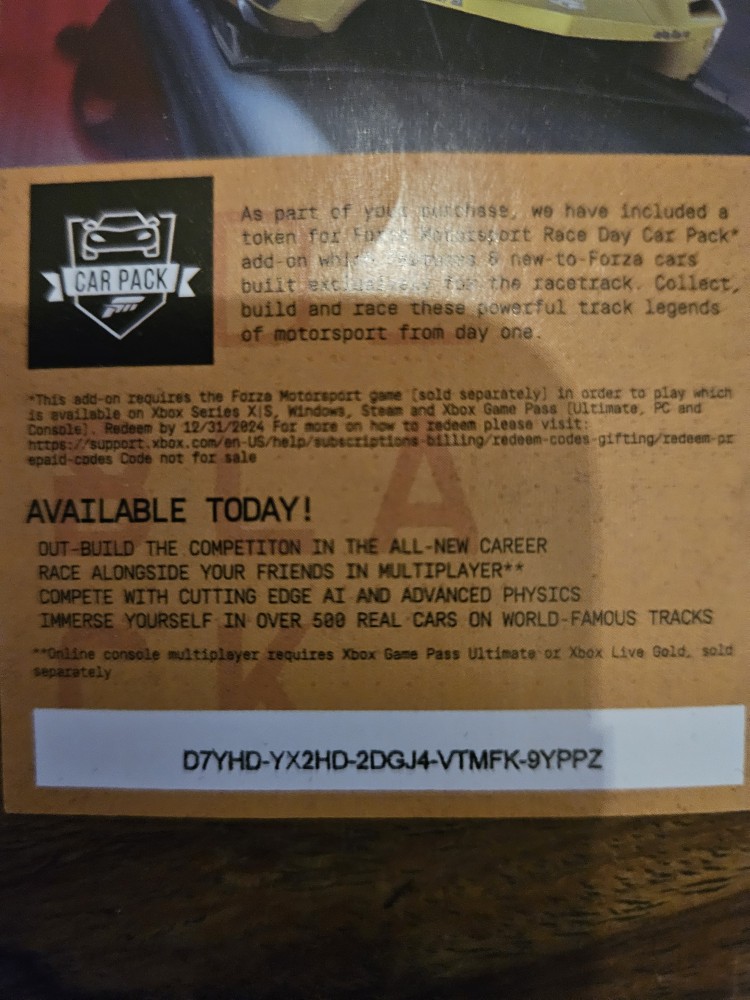 CAR PACK
As part of your purchase, we have included a
token for Forza Motorsport Race Day Car Pack*
add-on which features 8 new-to-Forza cars
built exclusively for the racetrack. Collect,
build and race these powerful track legends
of motorsport from day one.
*This add-on requires the Forza Motorsport game [sold separately] in order to play which
is available on Xbox Series X|S, Windows, Steam and Xbox Game Pass [Ultimate, PC and
Console]. Redeem by 12/31/2024 For more on how to redeem please visit:
https://support.xbox.com/en-US/help/subscriptions-billing/redeem-codes-gifting/redeem-pr
epaid-codes Code not for sale
AVAILABLE TODAY!
OUT-BUILD THE COMPETITON IN THE ALL-NEW CAREER
RACE ALONGSIDE YOUR FRIENDS IN MULTIPLAYER**
COMPETE WITH CUTTING EDGE AI AND ADVANCED PHYSICS
IMMERSE YOURSELF IN OVER 500 REAL CARS ON WORLD-FAMOUS TRACKS
**Online console multiplayer requires Xbox Game Pass Ultimate or Xbox Live Gold, sold
separately
D7YHD-YX2HD-2DGJ4-VTMFK-9YPPZ